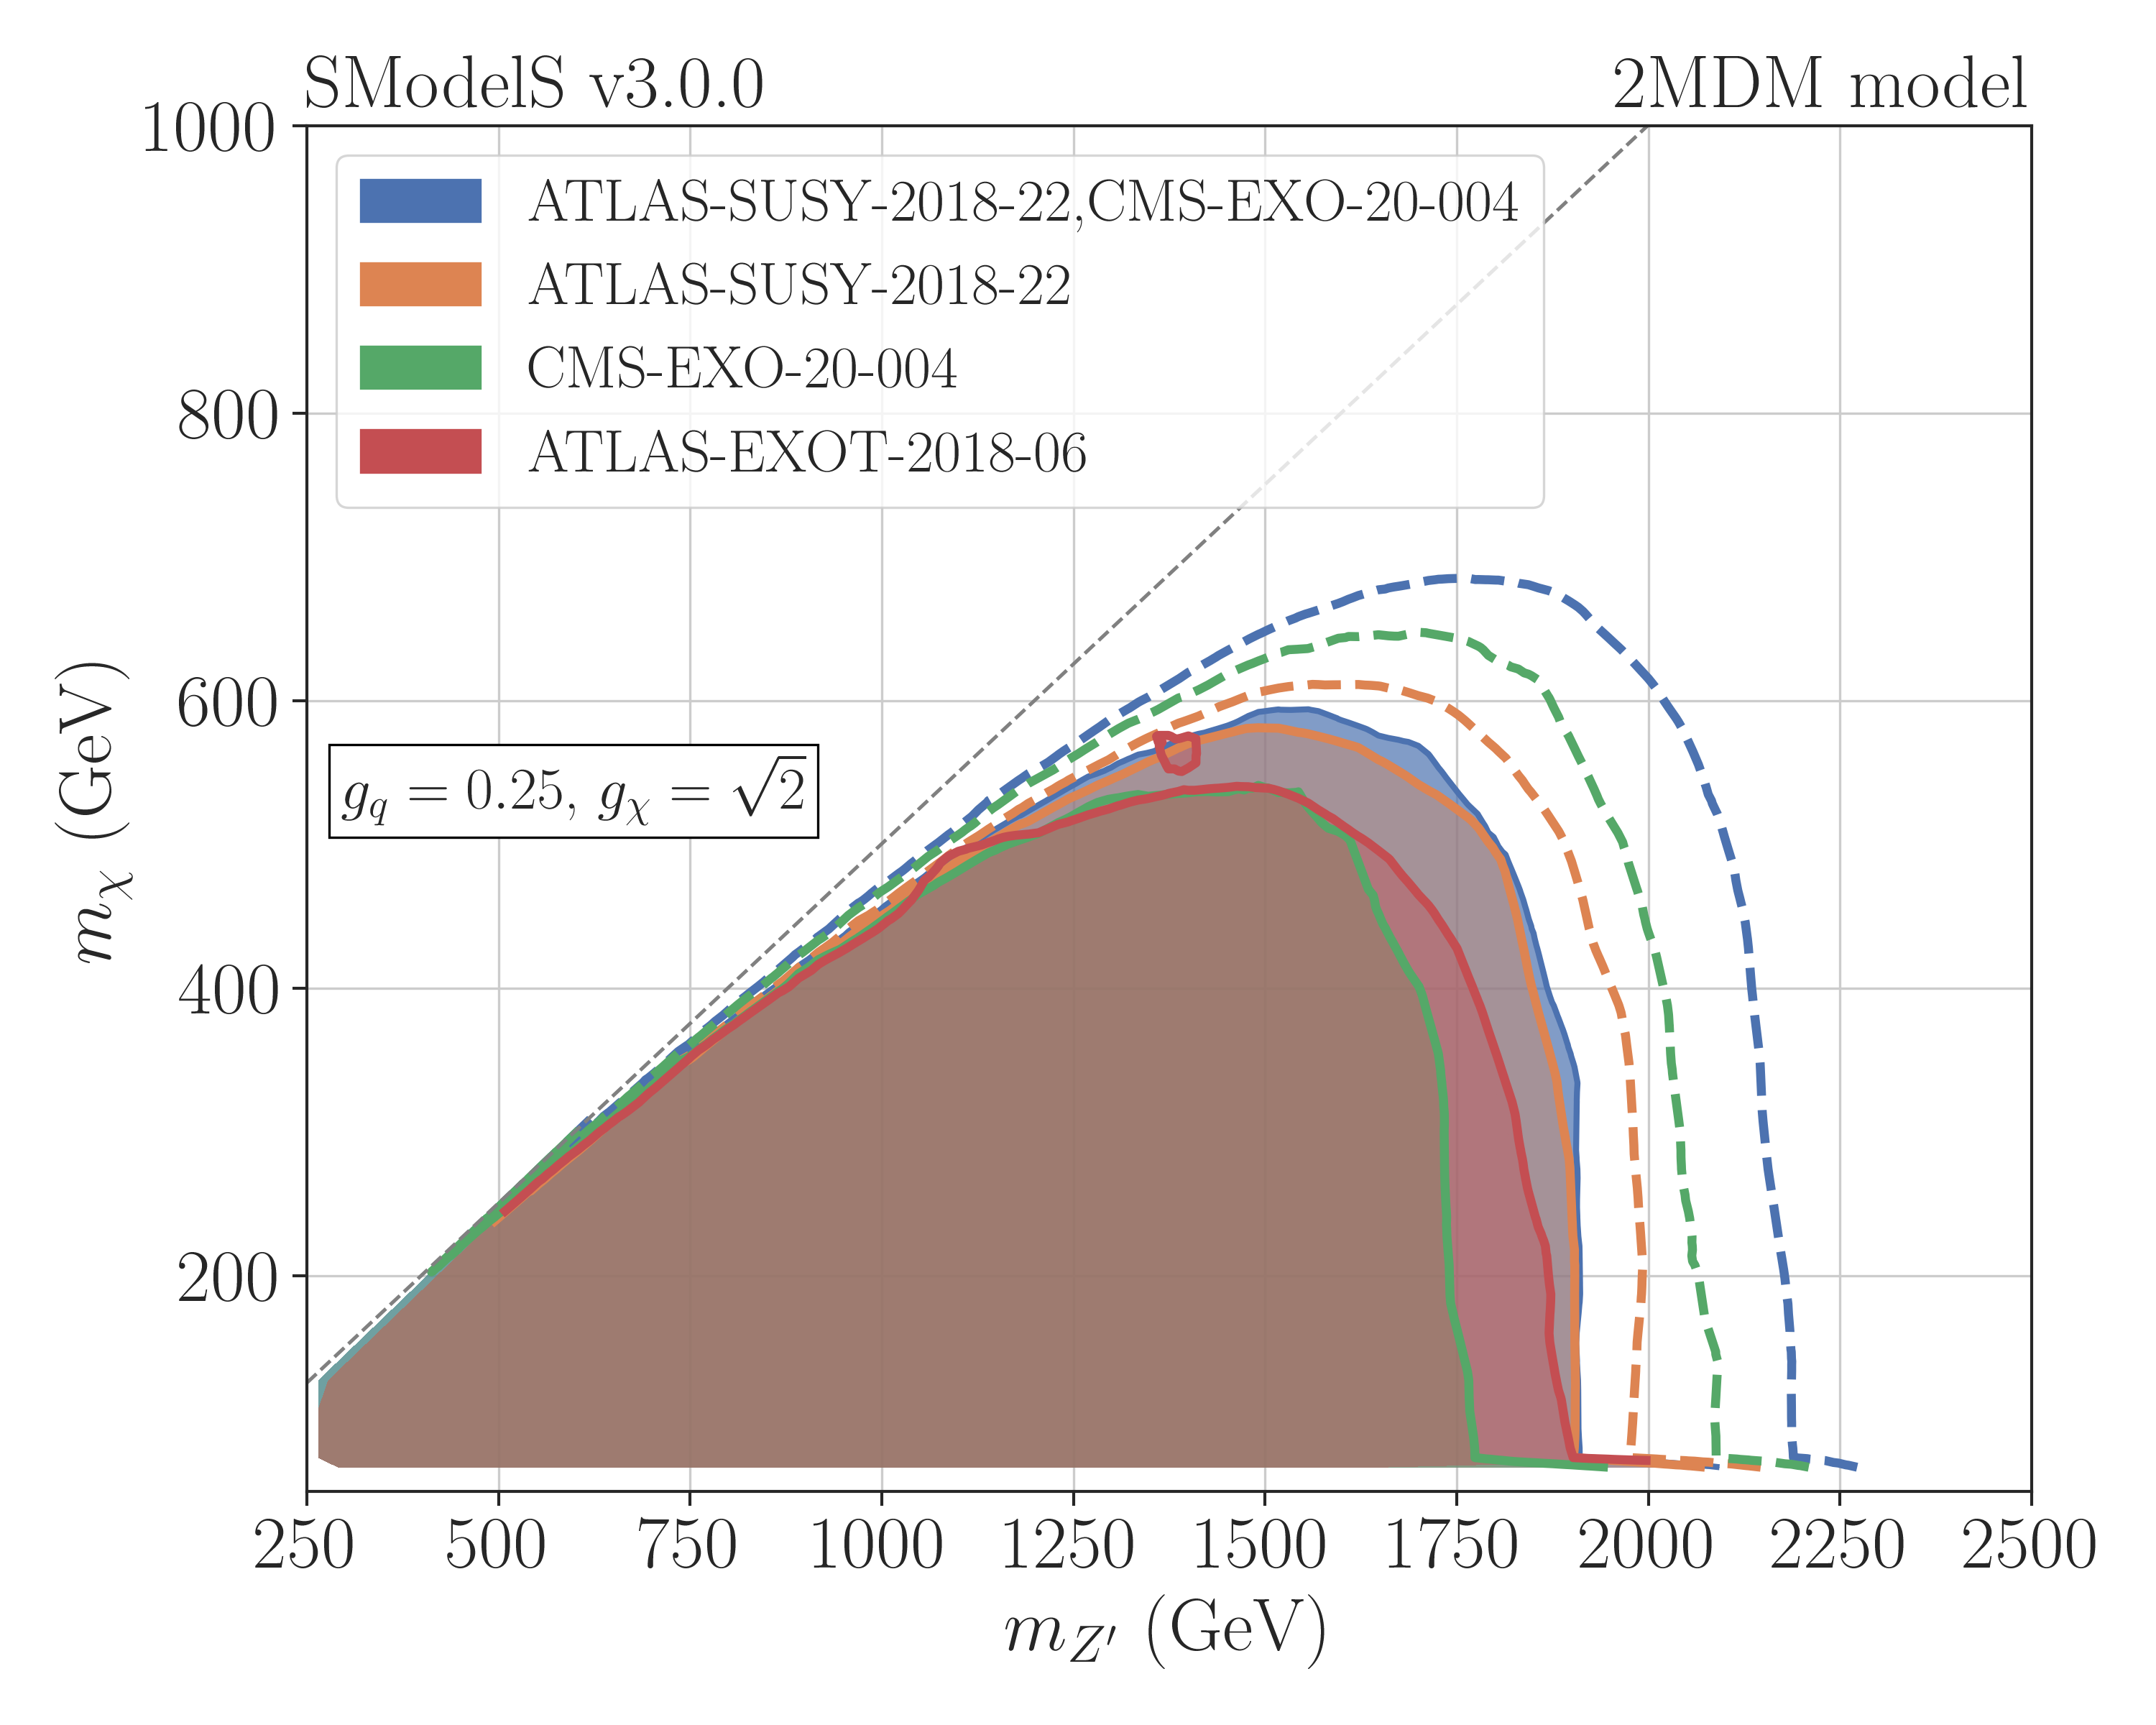 SModelS v3.0.0
2MDM model
1000
800
600
400
200
ATLAS-SUSY-2018-22,CMS-EXO-20-004
ATLAS-SUSY-2018-22
CMS-EXO-20-004
ATLAS-EXOT-2018-06
g_q = 0.25, g_χ = √2
m_χ (GeV)
250 500 750 1000 1250 1500 1750 2000 2250 2500
m_Z′ (GeV)